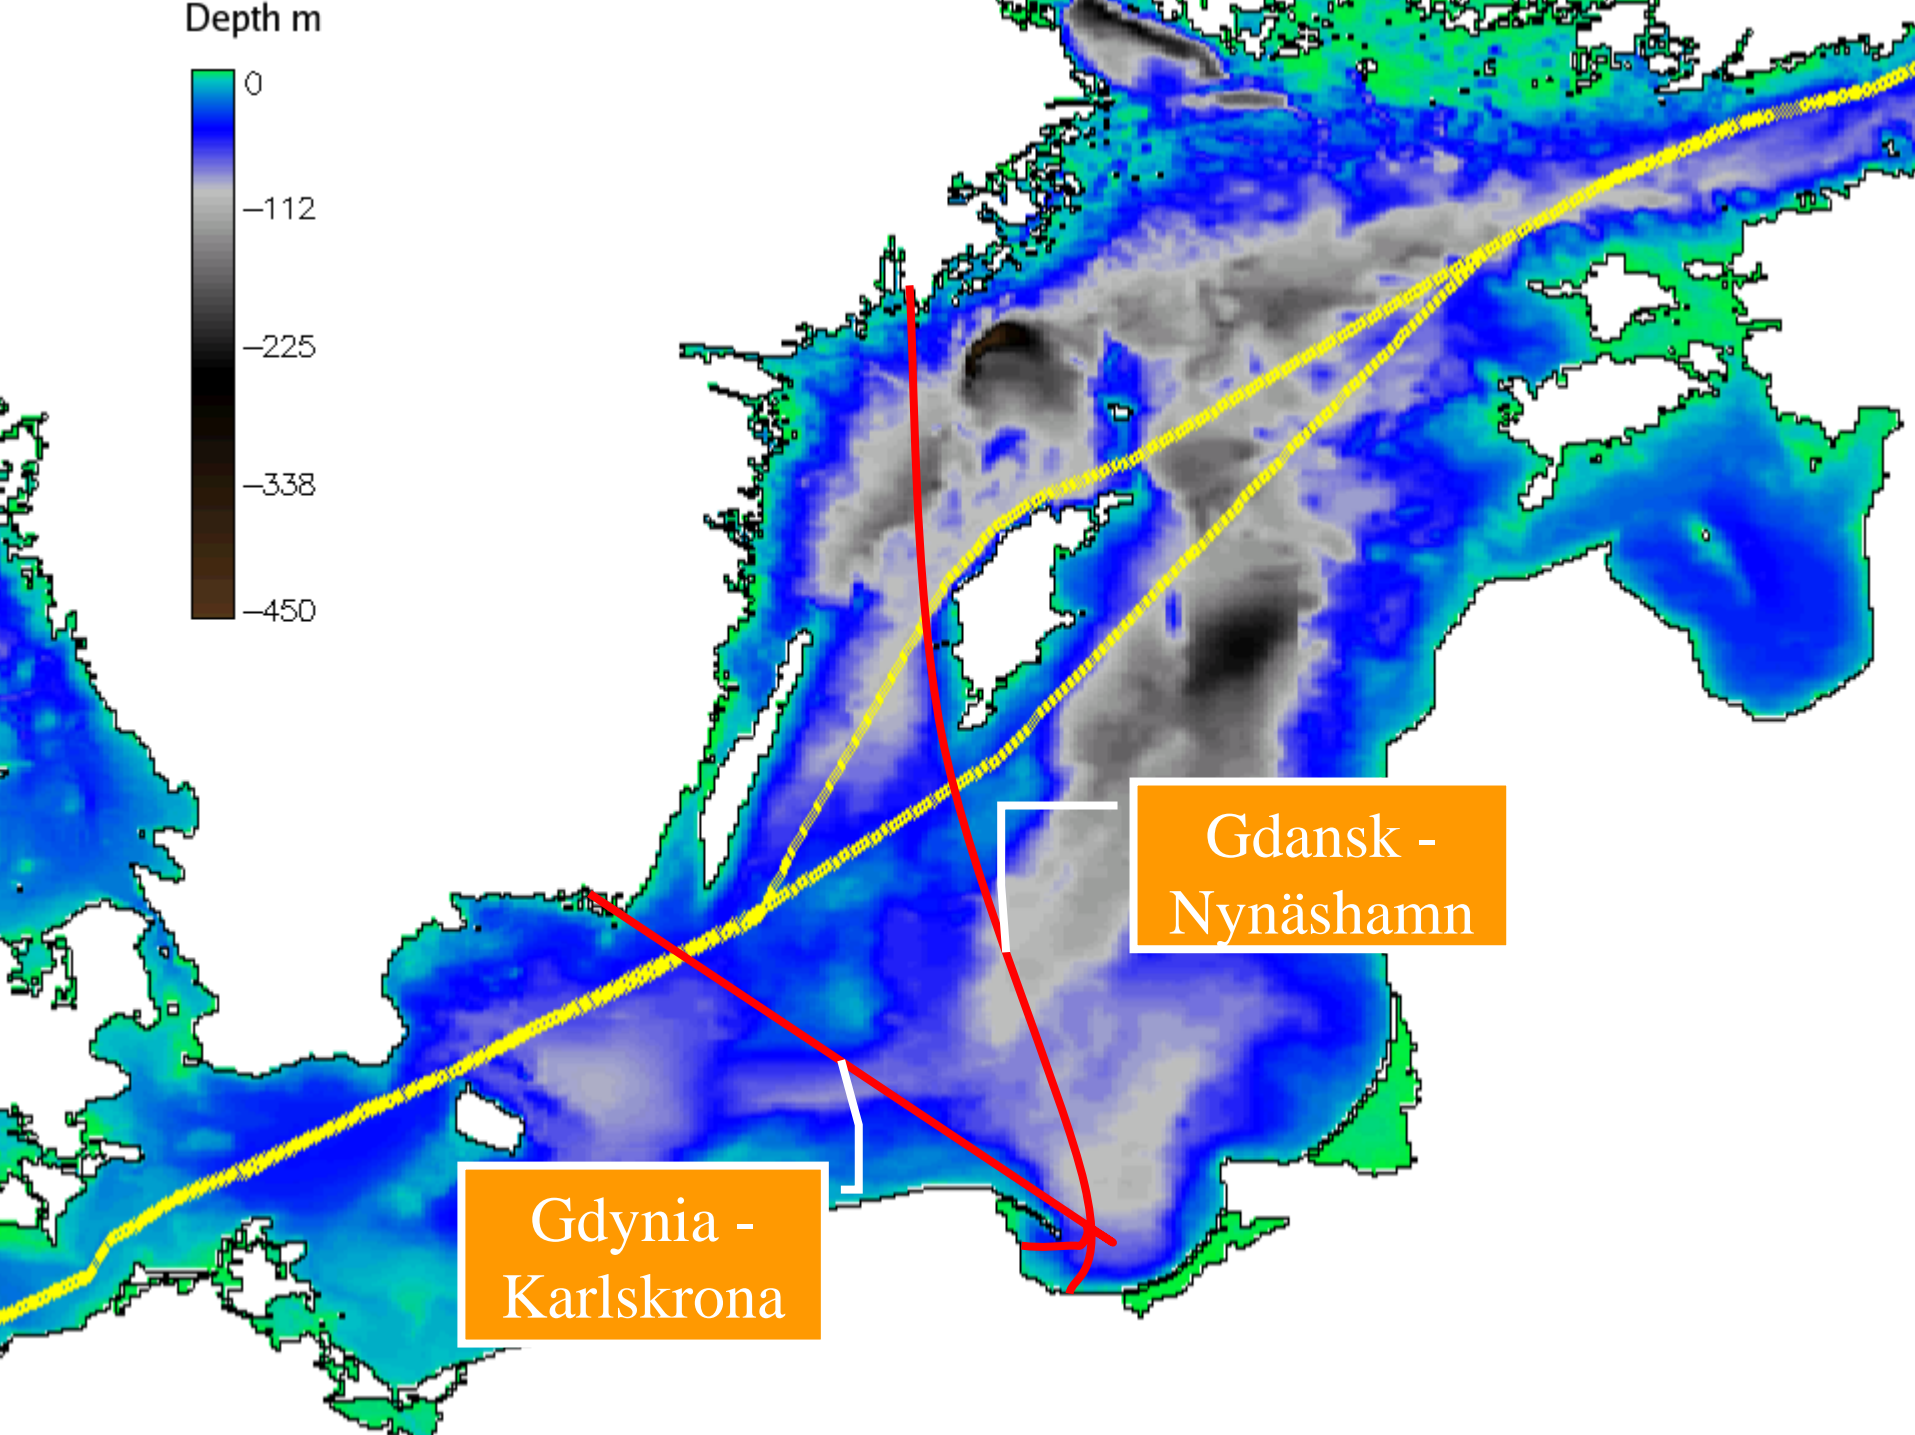 Depth m
0
–112
–225
–338
–450
Gdansk -
Nynäshamn
Gdynia -
Karlskrona